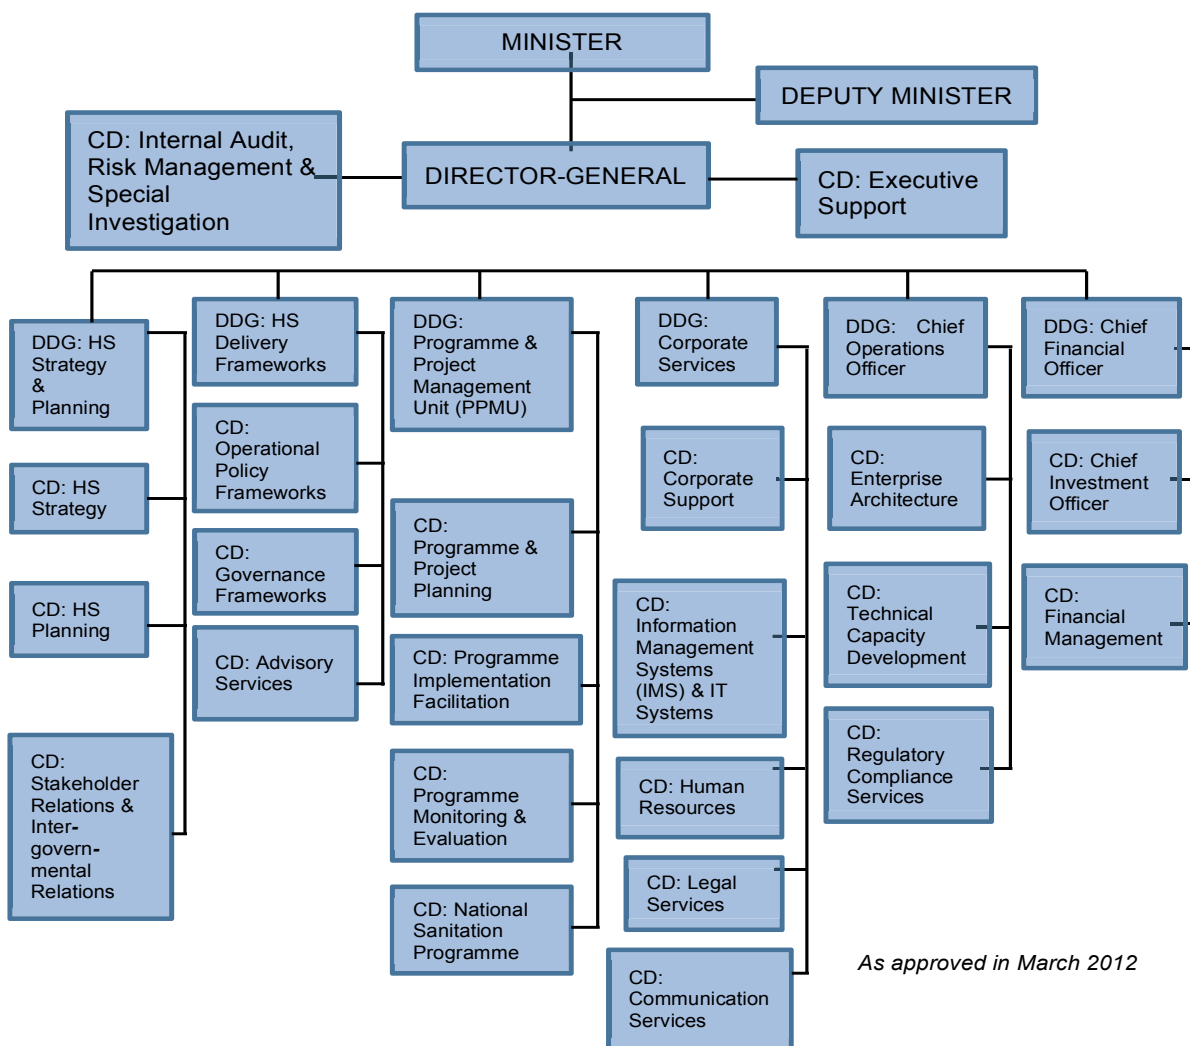 MINISTER
DEPUTY MINISTER
CD: Internal Audit,
Risk Management &
Special
Investigation
DIRECTOR-GENERAL
CD: Executive
Support
DDG: HS
Strategy
&
Planning
CD: HS
Strategy
CD: HS
Planning
CD:
Stakeholder
Relations &
Inter-
govern-
mental
Relations
DDG: HS
Delivery
Frameworks
CD:
Operational
Policy
Frameworks
CD:
Governance
Frameworks
CD: Advisory
Services
DDG:
Programme &
Project
Management
Unit (PPMU)
CD:
Programme &
Project
Planning
CD: Programme
Implementation
Facilitation
CD:
Programme
Monitoring &
Evaluation
CD: National
Sanitation
Programme
DDG:
Corporate
Services
CD:
Corporate
Support
CD:
Information
Management
Systems
(IMS) & IT
Systems
CD: Human
Resources
CD: Legal
Services
CD:
Communication
Services
DDG: Chief
Operations
Officer
CD:
Enterprise
Architecture
CD:
Technical
Capacity
Development
CD:
Regulatory
Compliance
Services
DDG: Chief
Financial
Officer
CD: Chief
Investment
Officer
CD:
Financial
Management
As approved in March 2012